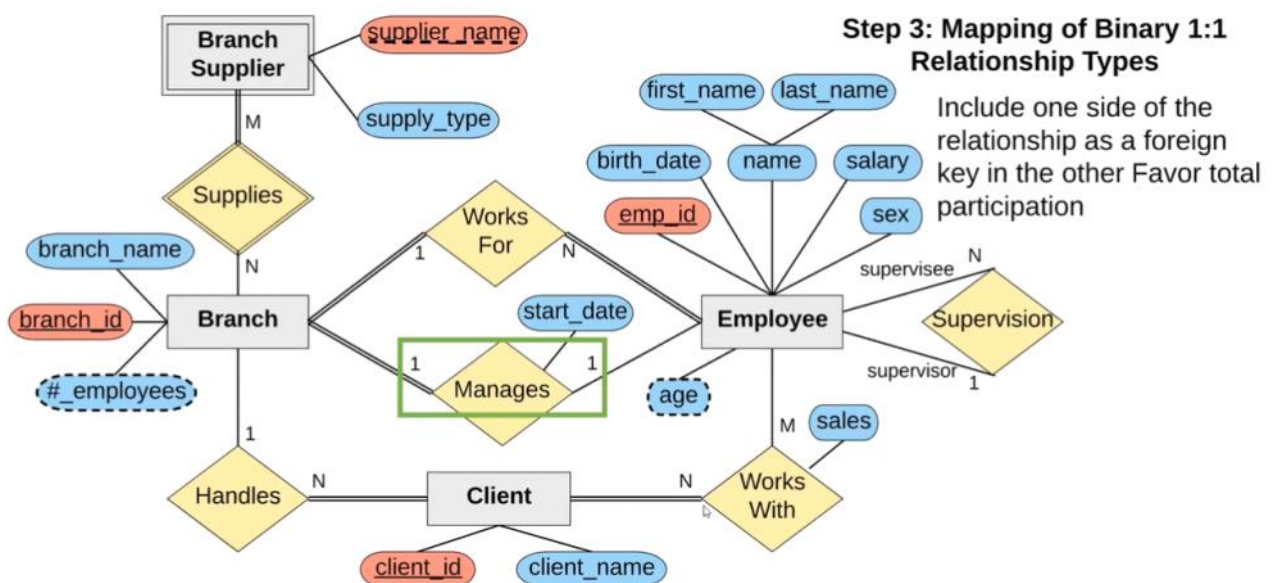 Step 3: Mapping of Binary 1:1
Relationship Types
Include one side of the
relationship as a foreign
key in the other Favor total
participation
Branch
Supplier
supplier_name
supply_type
M
Supplies
N
branch_name
branch_id
#_employees
Branch
1
Works
For
N
first_name
last_name
birth_date
name
salary
emp_id
sex
Employee
age
supervisee
N
Supervision
supervisor
1
start_date
1
Manages
1
M
sales
Works
With
N
1
Handles
N
Client
client_id
client_name